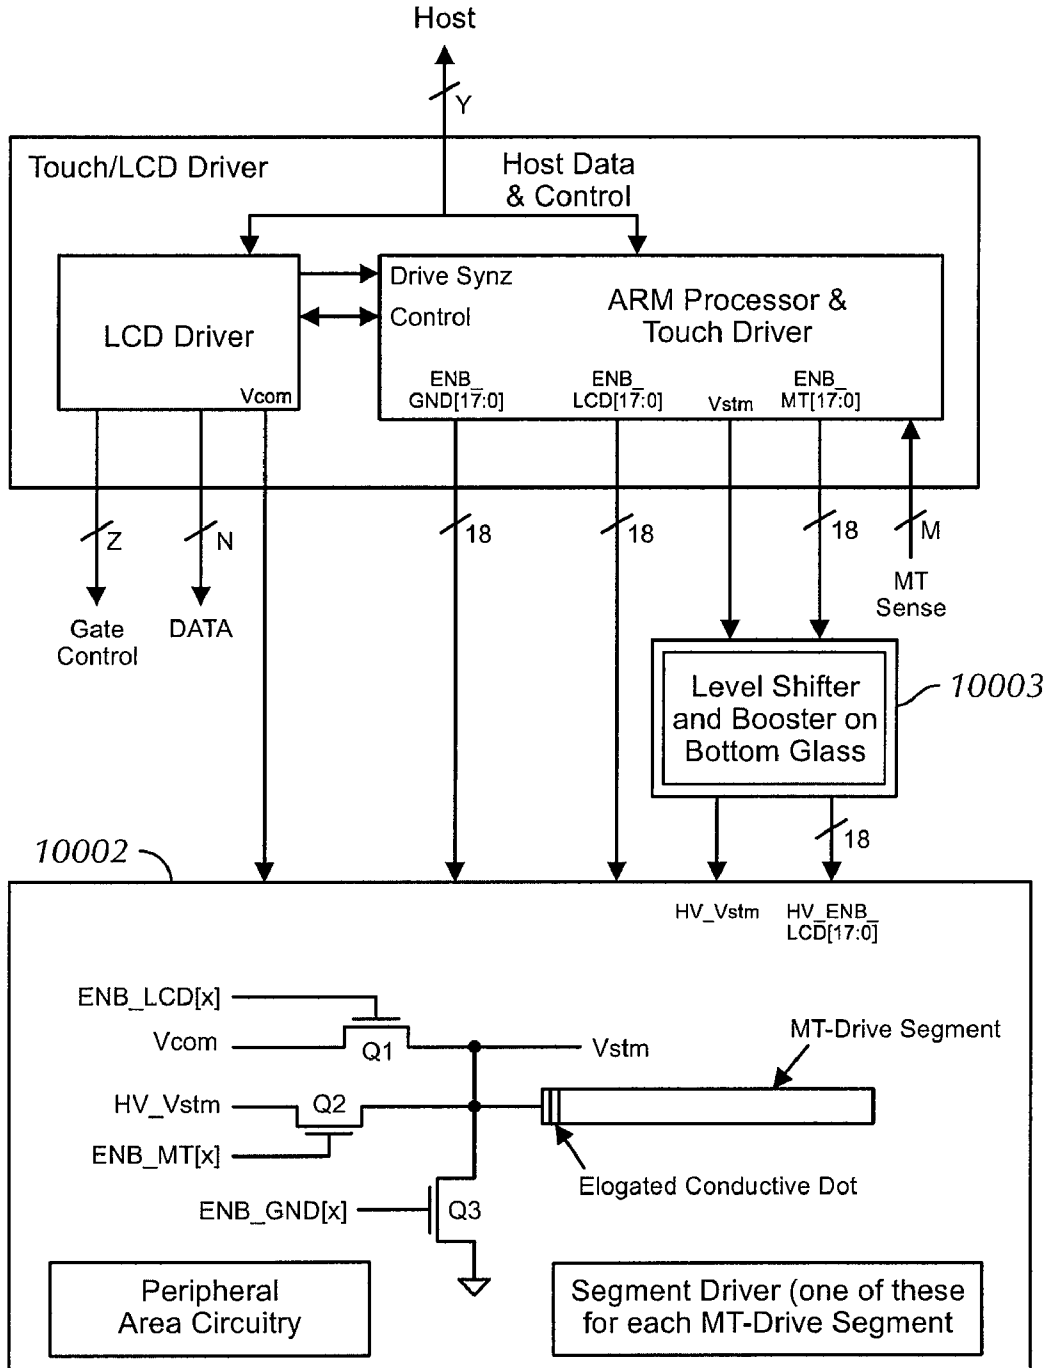 Host
Y
Touch/LCD Driver
Host Data
& Control
LCD Driver
Vcom
Drive Synz
Control
ARM Processor &
Touch Driver
ENB_
GND[17:0]
ENB_
LCD[17:0]
Vstm
ENB_
MT[17:0]
Z
N
18
18
18
M
Gate
Control
DATA
MT
Sense
Level Shifter
and Booster on
Bottom Glass
10003
18
10002
HV_Vstm
HV_ENB_
LCD[17:0]
ENB_LCD[x]
Vcom
Q1
Vstm
MT-Drive Segment
HV_Vstm
Q2
ENB_MT[x]
Elogated Conductive Dot
ENB_GND[x]
Q3
Peripheral
Area Circuitry
Segment Driver (one of these
for each MT-Drive Segment